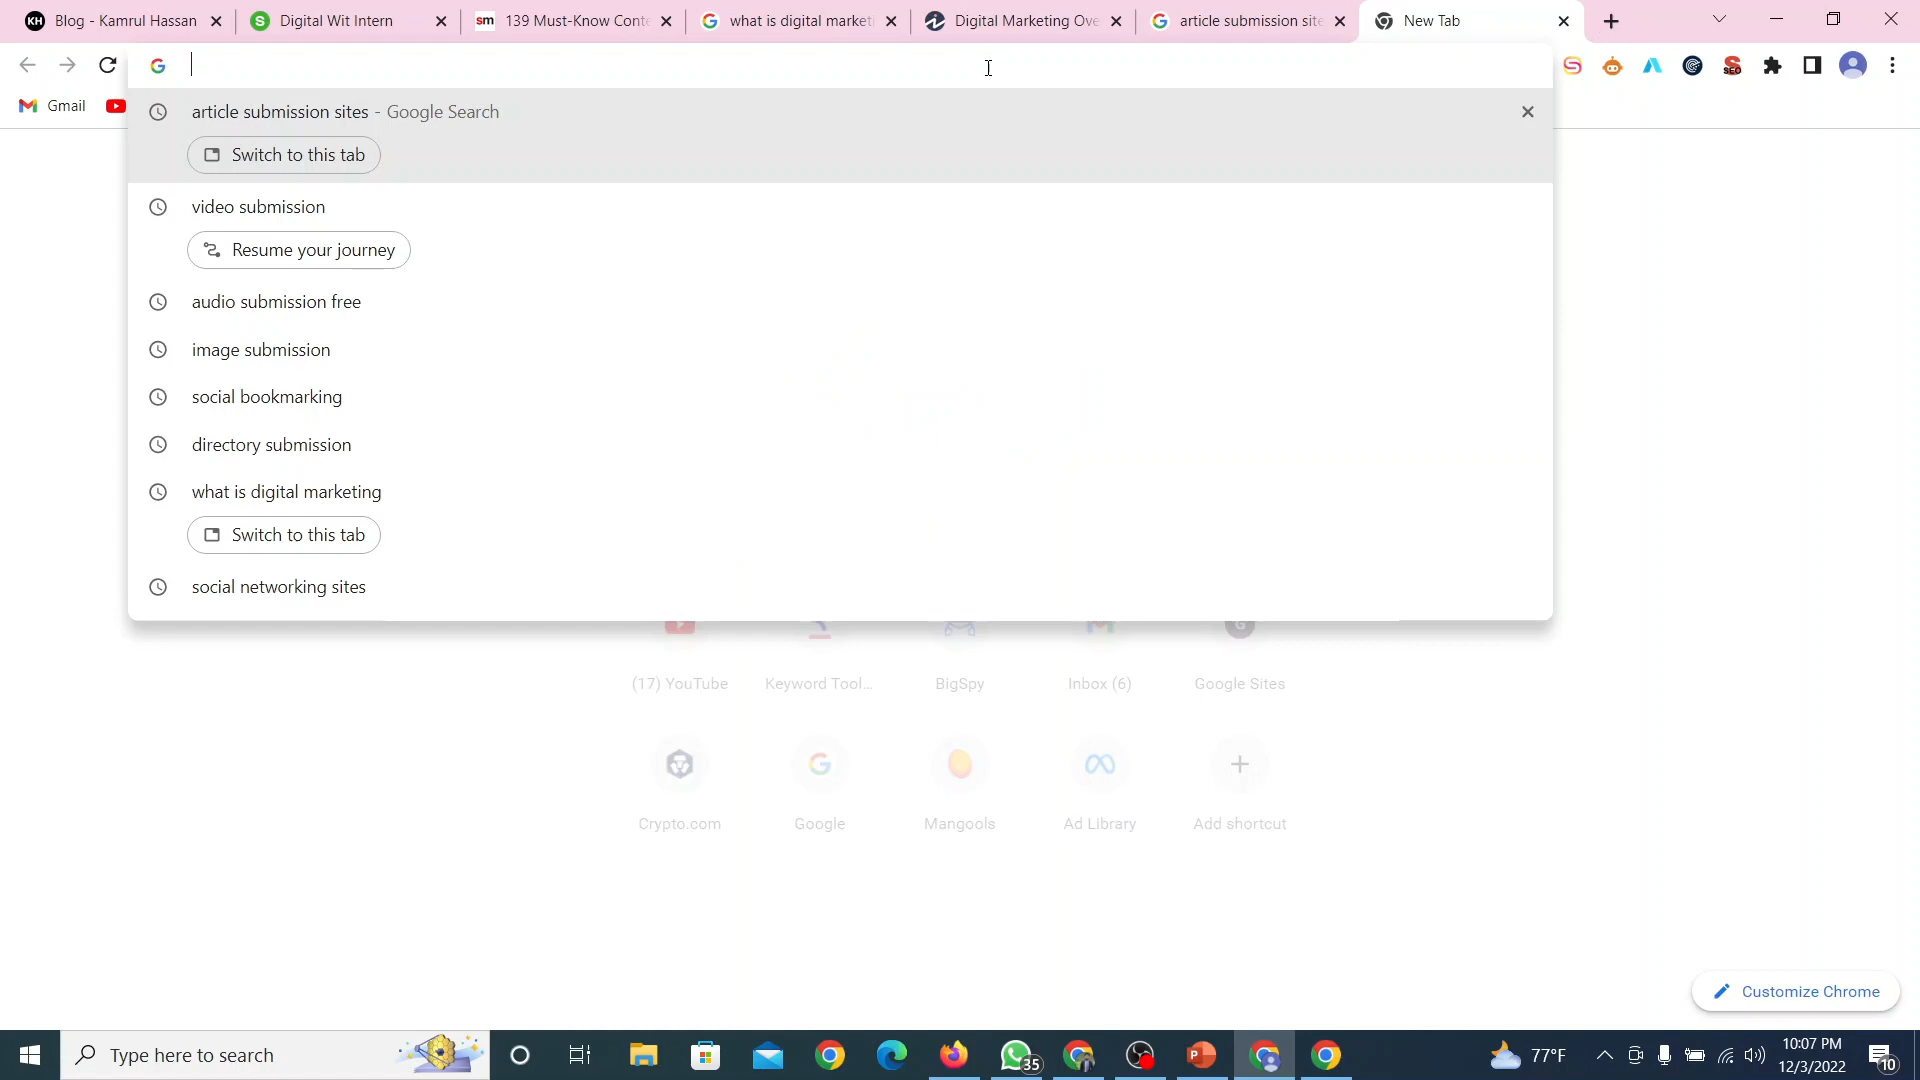 Blog - Kamrul Hassan
Digital Wit Intern
139 Must-Know Conte
what is digital marketi
Digital Marketing Ove
article submission site
New Tab
Gmail
article submission sites - Google Search
Switch to this tab
video submission
Resume your journey
audio submission free
image submission
social bookmarking
directory submission
what is digital marketing
Switch to this tab
social networking sites
(17) YouTube
Keyword Tool...
BigSpy
Inbox (6)
Google Sites
Crypto.com
Google
Mangools
Ad Library
Add shortcut
Customize Chrome
Type here to search
35
77°F
10:07 PM
12/3/2022
10